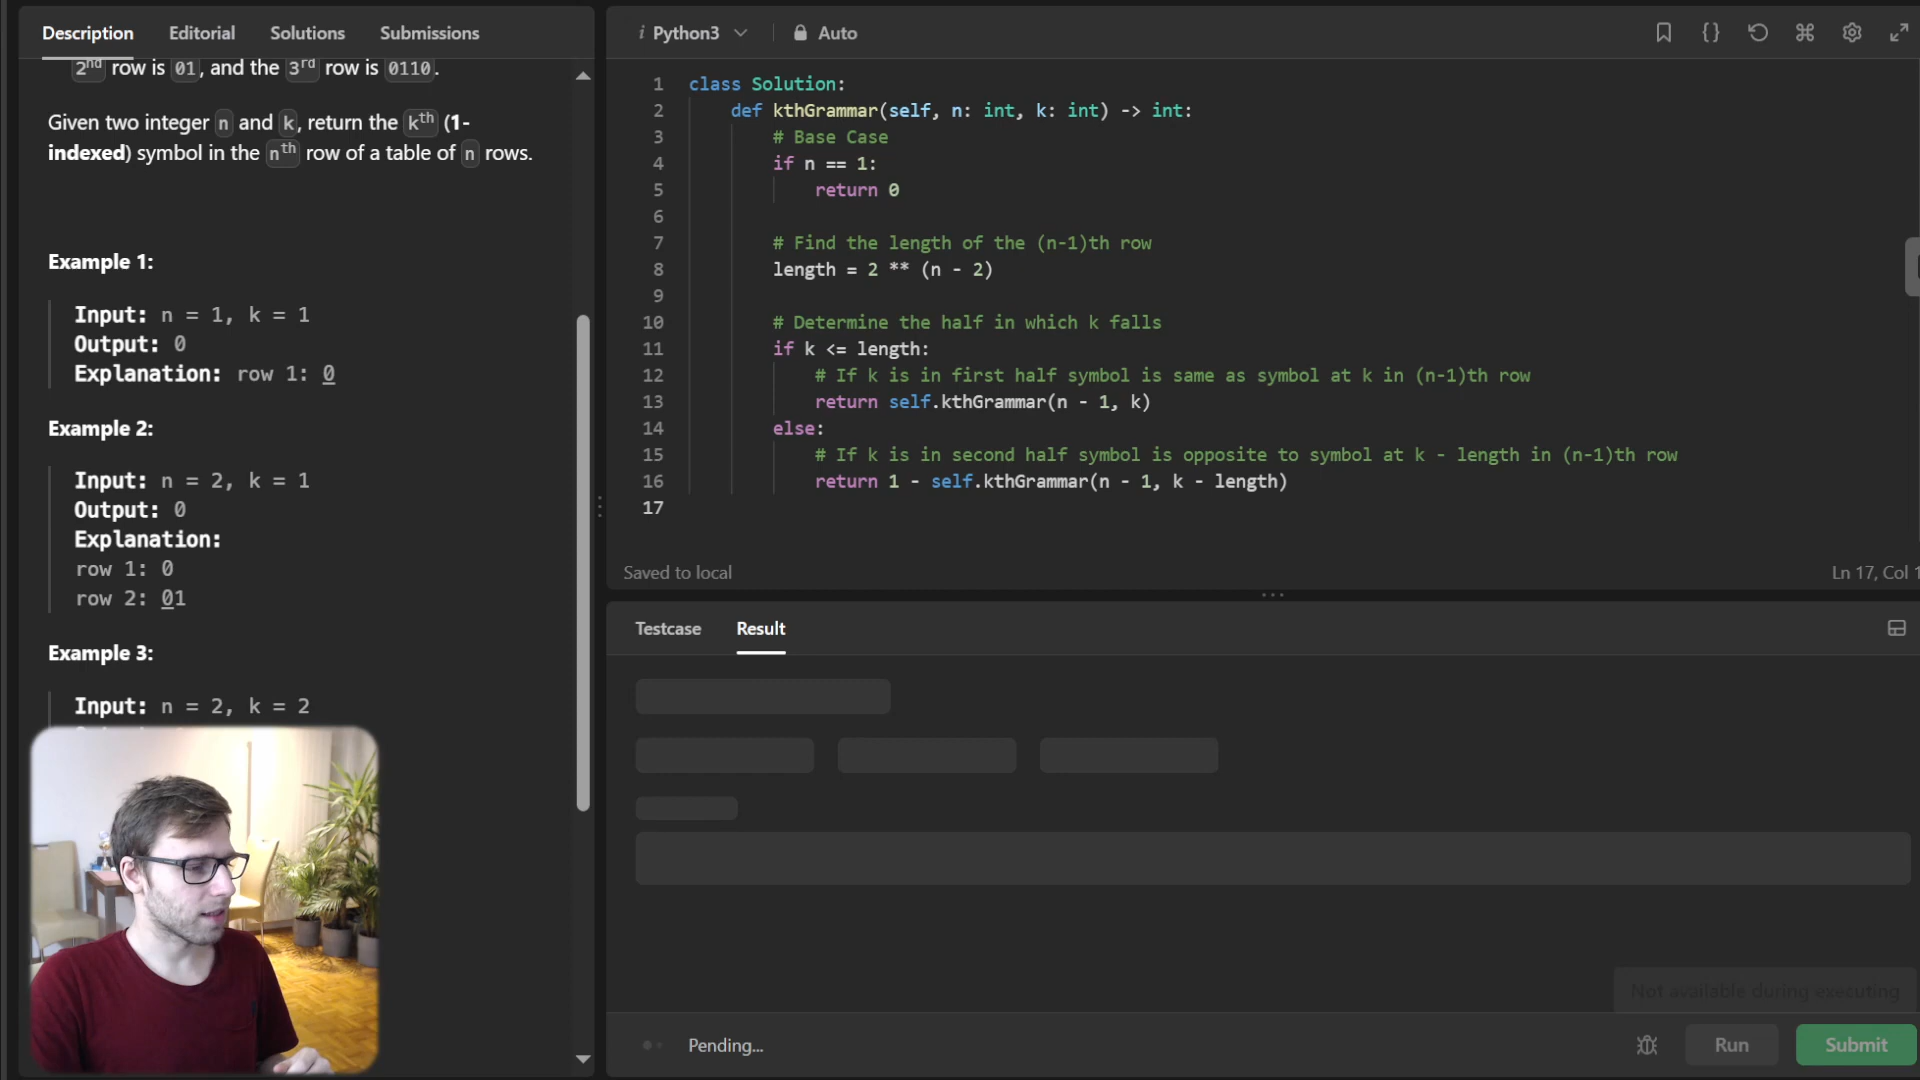 Description Editorial Solutions Submissions
2nd row is 01, and the 3rd row is 0110.
Given two integer n and k, return the kth (1-
indexed) symbol in the nth row of a table of n rows.
Example 1:
Input: n = 1, k = 1
Output: 0
Explanation: row 1: 0
Example 2:
Input: n = 2, k = 1
Output: 0
Explanation:
row 1: 0
row 2: 01
Example 3:
Input: n = 2, k = 2
i Python3 Auto
1 class Solution:
2 def kthGrammar(self, n: int, k: int) -> int:
3 # Base Case
4 if n == 1:
5 return 0
6
7 # Find the length of the (n-1)th row
8 length = 2 ** (n - 2)
9
10 # Determine the half in which k falls
11 if k <= length:
12 # If k is in first half symbol is same as symbol at k in (n-1)th row
13 return self.kthGrammar(n - 1, k)
14 else:
15 # If k is in second half symbol is opposite to symbol at k - length in (n-1)th row
16 return 1 - self.kthGrammar(n - 1, k - length)
17
Saved to local Ln 17, Col 1
Testcase Result
Not available during executing
Pending... Run Submit